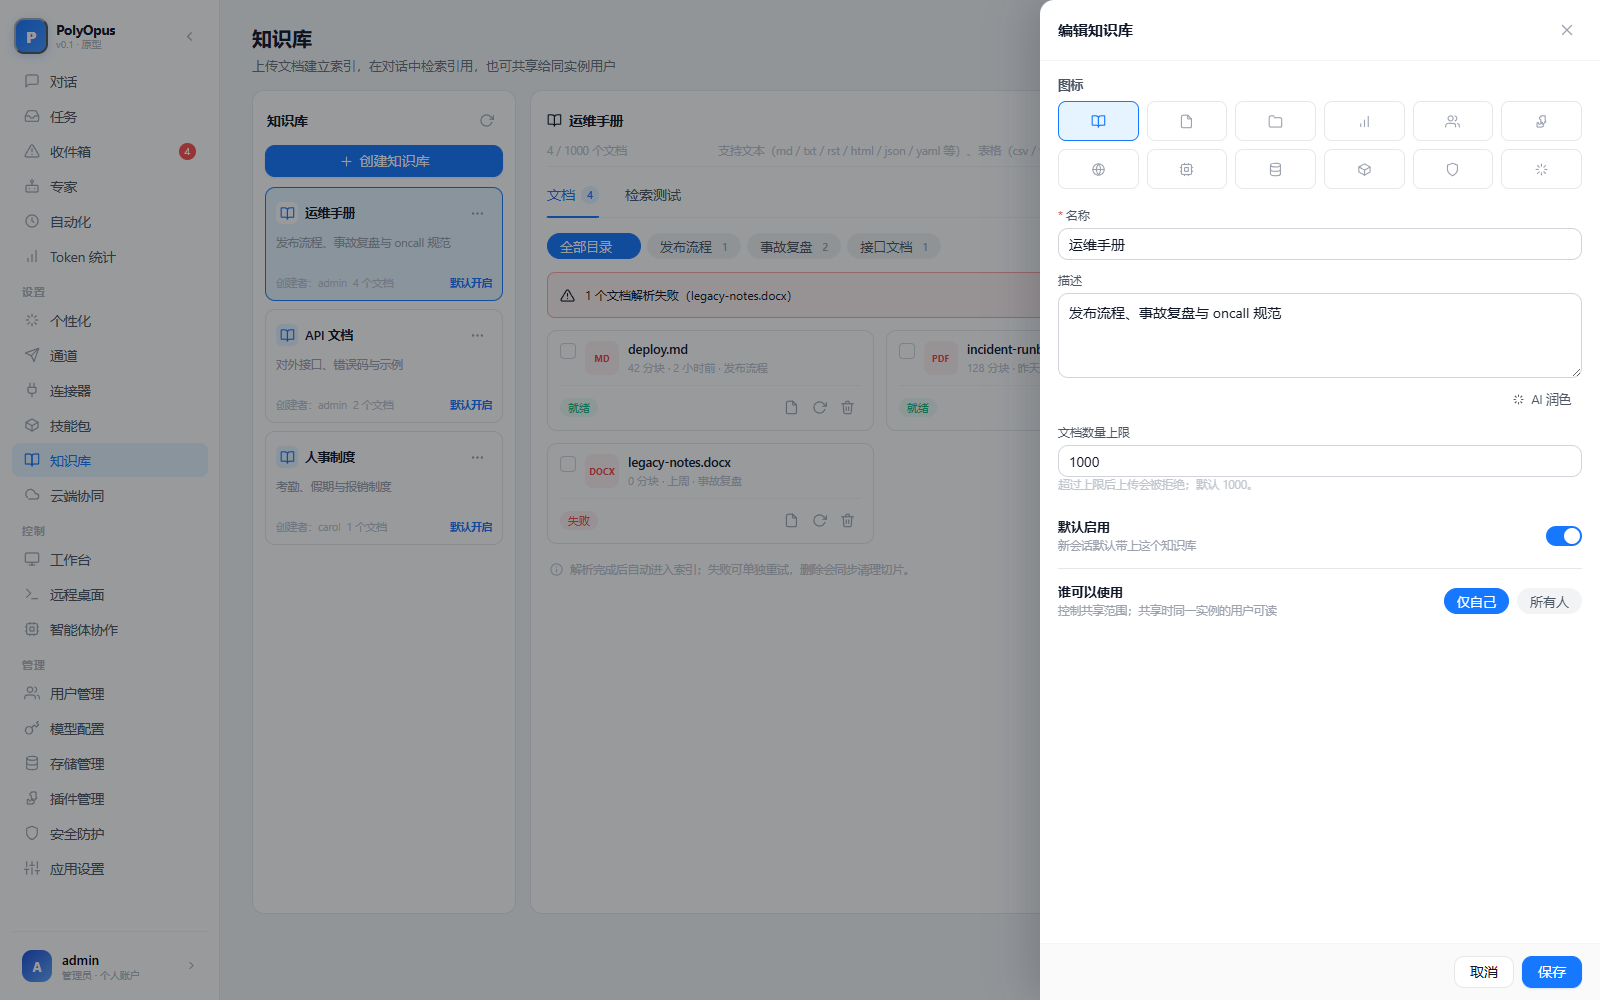 P
PolyOpus
v0.1 · 原型
对话
任务
收件箱
4
专家
自动化
Token 统计
设置
个性化
通道
连接器
技能包
知识库
云端协同
控制
工作台
远程桌面
智能体协作
管理
用户管理
模型配置
存储管理
插件管理
安全防护
应用设置
A
admin
管理员 · 个人账户
知识库
上传文档建立索引，在对话中检索引用，也可共享给同实例用户
知识库
创建知识库
运维手册
发布流程、事故复盘与 oncall 规范
创建者：admin 4 个文档
默认开启
API 文档
对外接口、错误码与示例
创建者：admin 2 个文档
默认开启
人事制度
考勤、假期与报销制度
创建者：carol 1 个文档
默认开启
运维手册
4 / 1000 个文档
支持文本（md / txt / rst / html / json / yaml 等）、表格（csv /
文档 4
检索测试
全部目录
发布流程 1
事故复盘 2
接口文档 1
1 个文档解析失败（legacy-notes.docx）
MD
deploy.md
42 分块 · 2 小时前 · 发布流程
就绪
PDF
incident-runb
128 分块 · 昨天
就绪
DOCX
legacy-notes.docx
0 分块 · 上周 · 事故复盘
失败
解析完成后自动进入索引；失败可单独重试，删除会同步清理切片。
编辑知识库
图标
* 名称
运维手册
描述
发布流程、事故复盘与 oncall 规范
AI 润色
文档数量上限
1000
超过上限后上传会被拒绝；默认 1000。
默认启用
新会话默认带上这个知识库
谁可以使用
控制共享范围；共享时同一实例的用户可读
仅自己
所有人
取消
保存